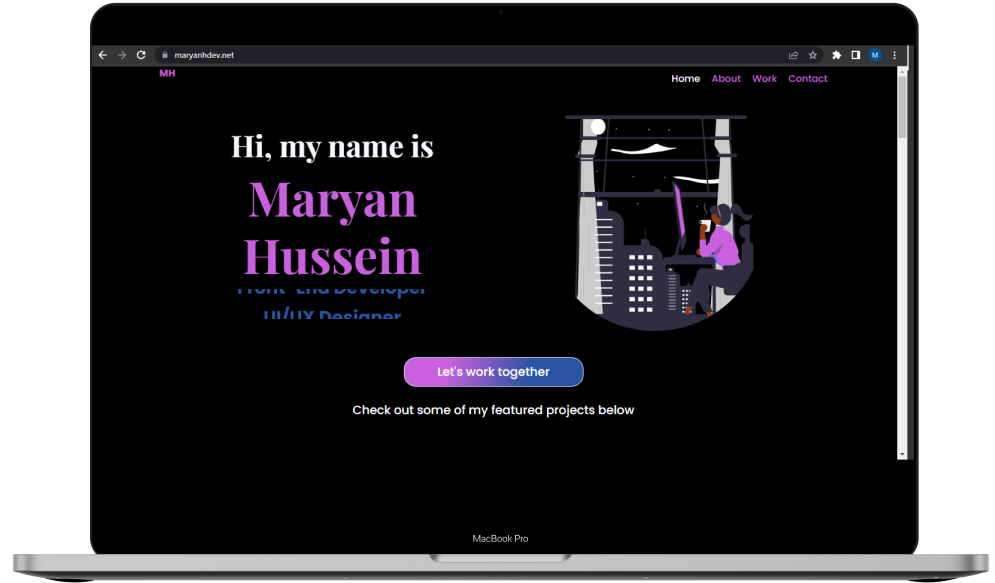 maryanhdev.net
M
MH
Home About Work Contact
Hi, my name is
Maryan
Hussein
Front-End Developer
UI/UX Designer
Let's work together
Check out some of my featured projects below
MacBook Pro